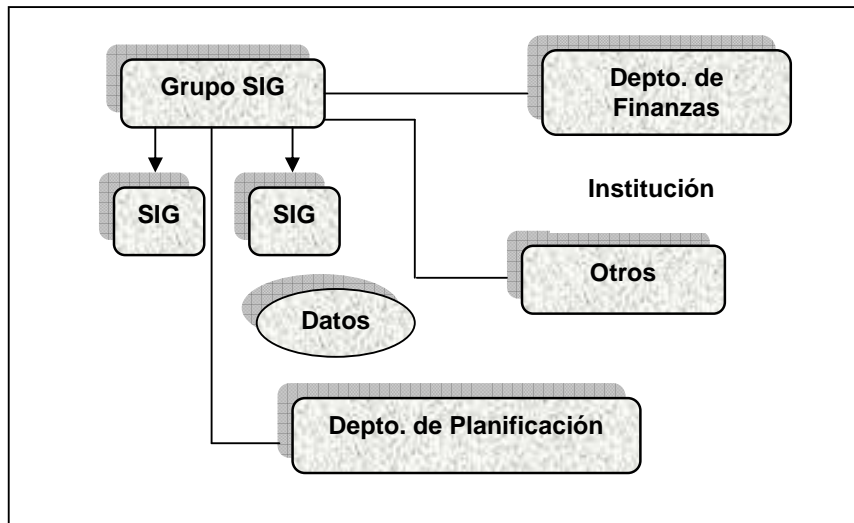 Grupo SIG
Depto. de
Finanzas
SIG
SIG
Institución
Otros
Datos
Depto. de Planificación